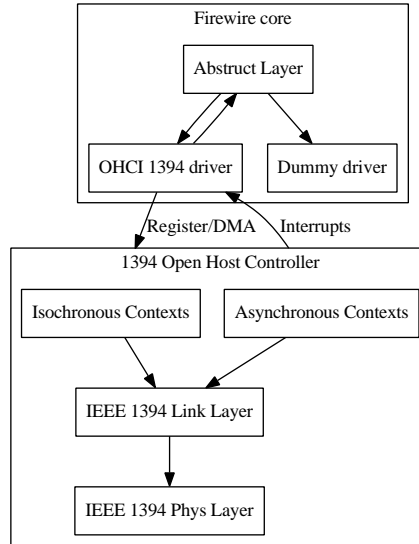 Firewire core
Abstruct Layer
OHCI 1394 driver
Dummy driver
Register/DMA
Interrupts
1394 Open Host Controller
Isochronous Contexts
Asynchronous Contexts
IEEE 1394 Link Layer
IEEE 1394 Phys Layer